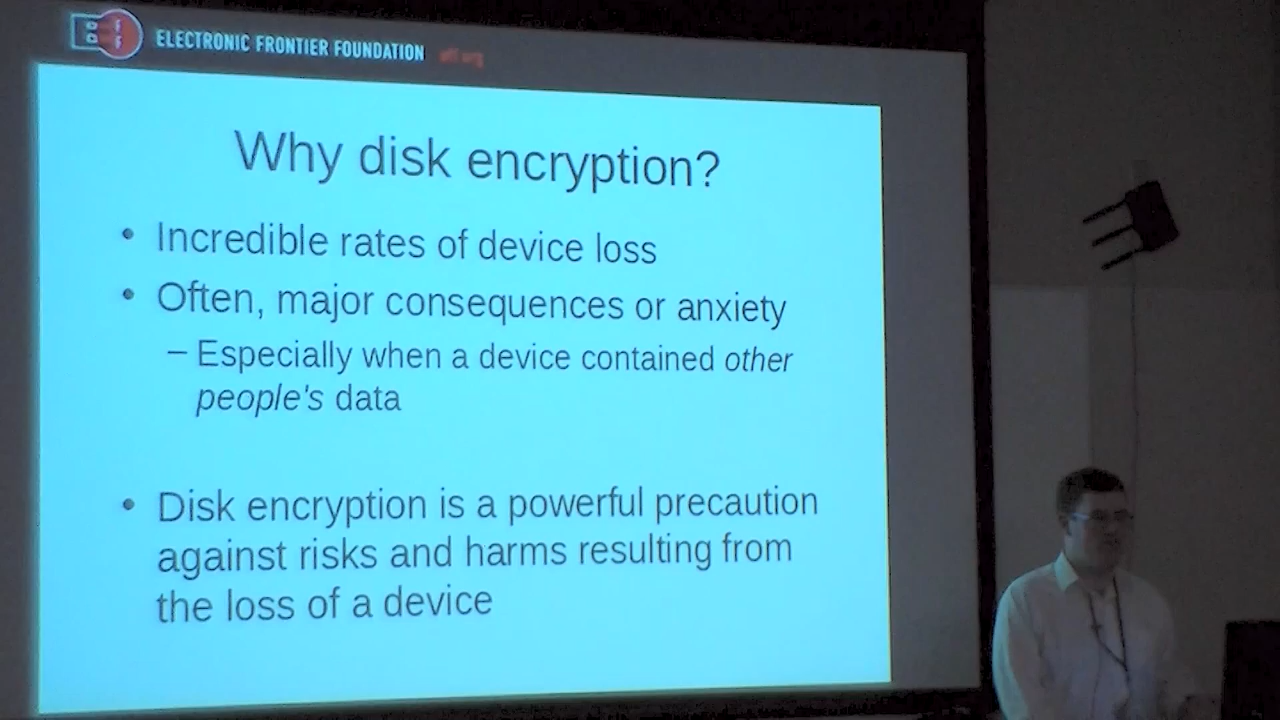 ELECTRONIC FRONTIER FOUNDATION eff.org
Why disk encryption?
• Incredible rates of device loss
• Often, major consequences or anxiety
– Especially when a device contained other
people's data
• Disk encryption is a powerful precaution
against risks and harms resulting from
the loss of a device